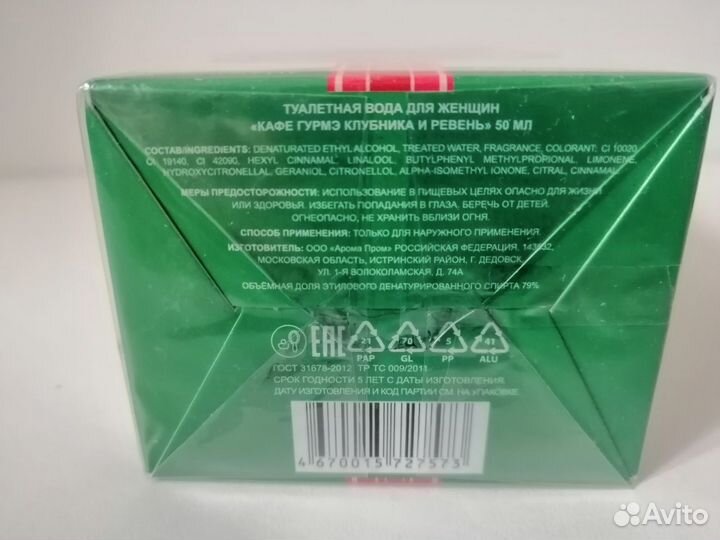 ТУАЛЕТНАЯ ВОДА ДЛЯ ЖЕНЩИН
«КАФЕ ГУРМЭ КЛУБНИКА И РЕВЕНЬ» 50 МЛ
СОСТАВ/INGREDIENTS: DENATURATED ETHYL ALCOHOL, TREATED WATER, FRAGRANCE, COLORANT: CI 10020,
CI 19140, CI 42090, HEXYL CINNAMAL, LINALOOL, BUTYLPHENYL METHYLPROPIONAL, LIMONENE,
HYDROXYCITRONELLAL, GERANIOL, CITRONELLOL, ALPHA-ISOMETHYL IONONE, CITRAL, CINNAMAL
МЕРЫ ПРЕДОСТОРОЖНОСТИ: ИСПОЛЬЗОВАНИЕ В ПИЩЕВЫХ ЦЕЛЯХ ОПАСНО ДЛЯ ЖИЗНИ
ИЛИ ЗДОРОВЬЯ. ИЗБЕГАТЬ ПОПАДАНИЯ В ГЛАЗА. БЕРЕЧЬ ОТ ДЕТЕЙ.
ОГНЕОПАСНО, НЕ ХРАНИТЬ ВБЛИЗИ ОГНЯ.
СПОСОБ ПРИМЕНЕНИЯ: ТОЛЬКО ДЛЯ НАРУЖНОГО ПРИМЕНЕНИЯ.
ИЗГОТОВИТЕЛЬ: ООО «Арома Пром» РОССИЙСКАЯ ФЕДЕРАЦИЯ,
МОСКОВСКАЯ ОБЛАСТЬ, ИСТРИНСКИЙ РАЙОН, Г. ДЕДОВСК,
УЛ. 1-Я ВОЛОКОЛАМСКАЯ, Д. 74А
ОБЪЁМНАЯ ДОЛЯ ЭТИЛОВОГО ДЕНАТУРИРОВАННОГО СПИРТА 79%
EAC 21 70 5 41
PAP GL PP ALU
ГОСТ 31678-2012 ТР ТС 009/2011
СРОК ГОДНОСТИ 5 ЛЕТ С ДАТЫ ИЗГОТОВЛЕНИЯ.
ДАТУ ИЗГОТОВЛЕНИЯ И КОД ПАРТИИ СМ. НА УПАКОВКЕ
4 670015 727573
Avito